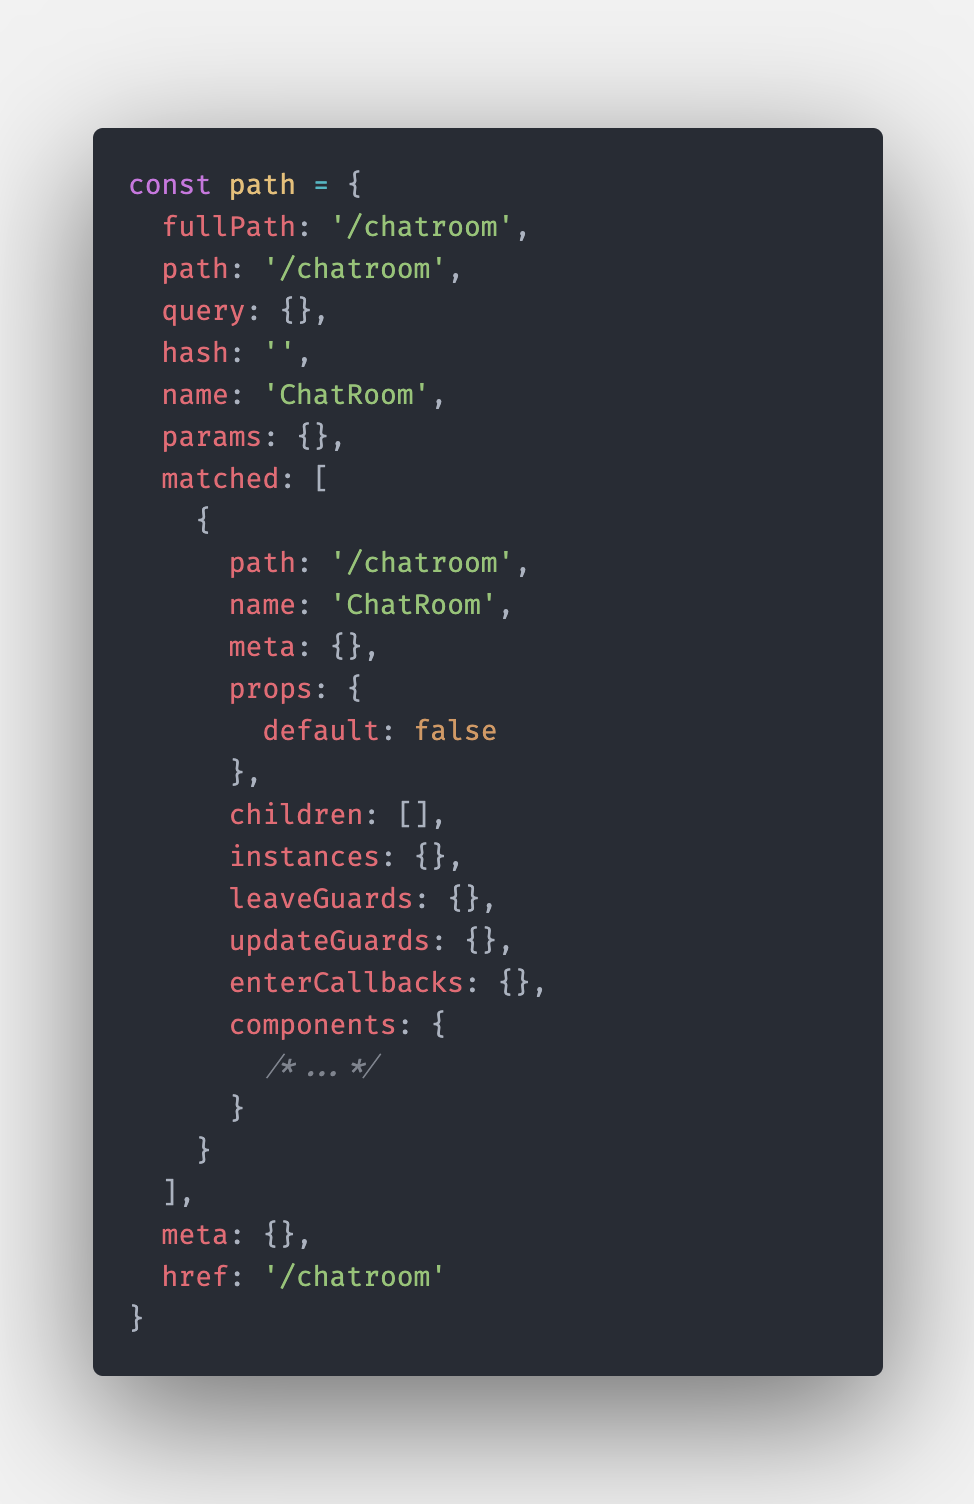 const path = {
  fullPath: '/chatroom',
  path: '/chatroom',
  query: {},
  hash: '',
  name: 'ChatRoom',
  params: {},
  matched: [
    {
      path: '/chatroom',
      name: 'ChatRoom',
      meta: {},
      props: {
        default: false
      },
      children: [],
      instances: {},
      leaveGuards: {},
      updateGuards: {},
      enterCallbacks: {},
      components: {
        /*...*/
      }
    }
  ],
  meta: {},
  href: '/chatroom'
}